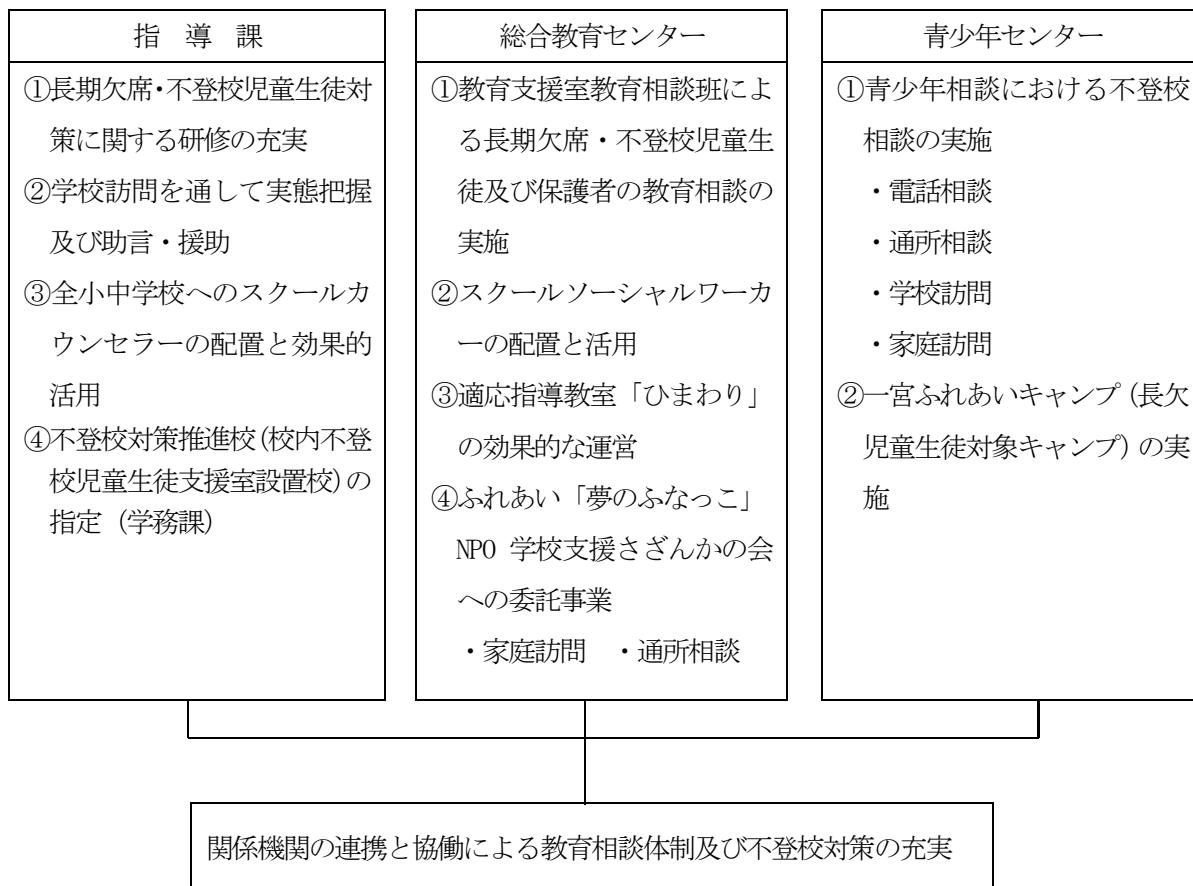 指 導 課
①長期欠席・不登校児童生徒対
策に関する研修の充実
②学校訪問を通して実態把握
及び助言・援助
③全小中学校へのスクールカ
ウンセラーの配置と効果的
活用
④不登校対策推進校(校内不登
校児童生徒支援室設置校)の
指定（学務課）
総合教育センター
①教育支援室教育相談班によ
る長期欠席・不登校児童生
徒及び保護者の教育相談の
実施
②スクールソーシャルワーカ
ーの配置と活用
③適応指導教室「ひまわり」
の効果的な運営
④ふれあい「夢のふなっこ」
NPO 学校支援さざんかの会
への委託事業
・家庭訪問 ・通所相談
青少年センター
①青少年相談における不登校
相談の実施
・電話相談
・通所相談
・学校訪問
・家庭訪問
②一宮ふれあいキャンプ（長欠
児童生徒対象キャンプ）の実
施
関係機関の連携と協働による教育相談体制及び不登校対策の充実